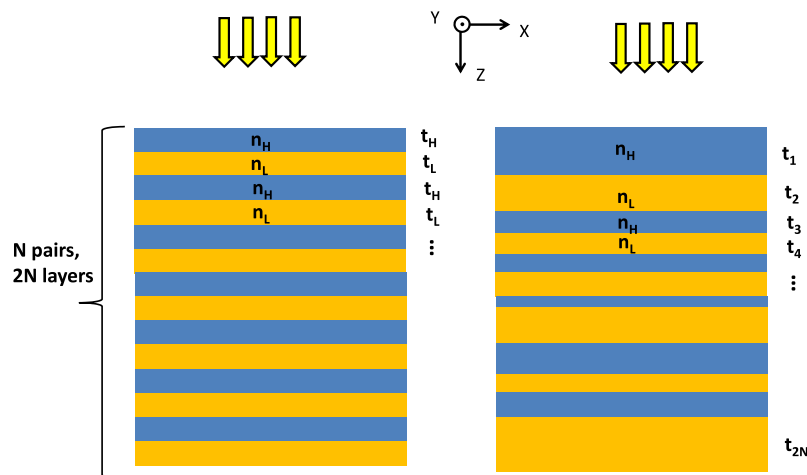 Y
X
Z
n_H
t_H
n_L
t_L
n_H
t_H
n_L
t_L
...
N pairs,
2N layers
n_H
t_1
n_L
t_2
n_H
t_3
n_L
t_4
...
t_2N